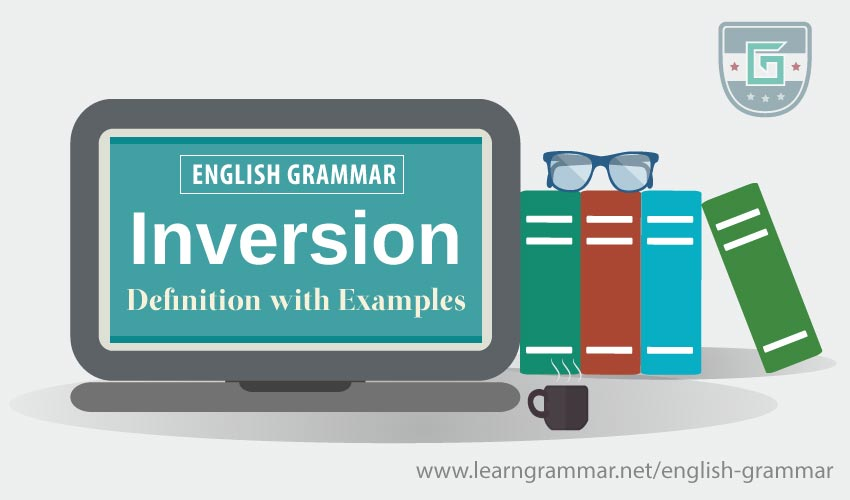 G
ENGLISH GRAMMAR
Inversion
Definition with Examples
www.learngrammar.net/english-grammar